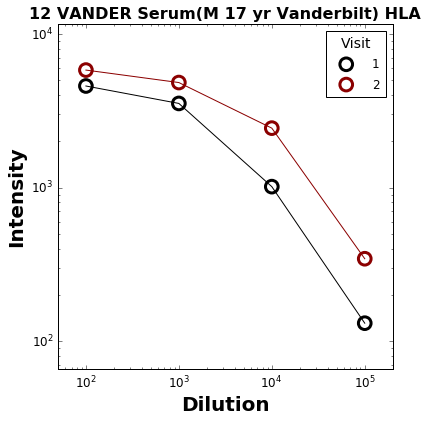 12 VANDER Serum(M 17 yr Vanderbilt) HLA
Visit
1
2
10⁴
10³
10²
Intensity
10² 10³ 10⁴ 10⁵
Dilution